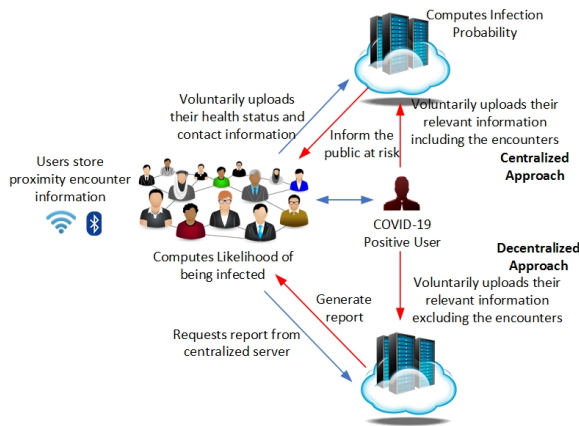 Computes Infection
Probability
Voluntarily uploads
their health status and
contact information
Inform the
public at risk
Voluntarily uploads their
relevant information
including the encounters
Centralized
Approach
Users store
proximity encounter
information
Computes Likelihood of
being infected
COVID-19
Positive User
Decentralized
Approach
Voluntarily uploads their
relevant information
excluding the encounters
Generate
report
Requests report from
centralized server